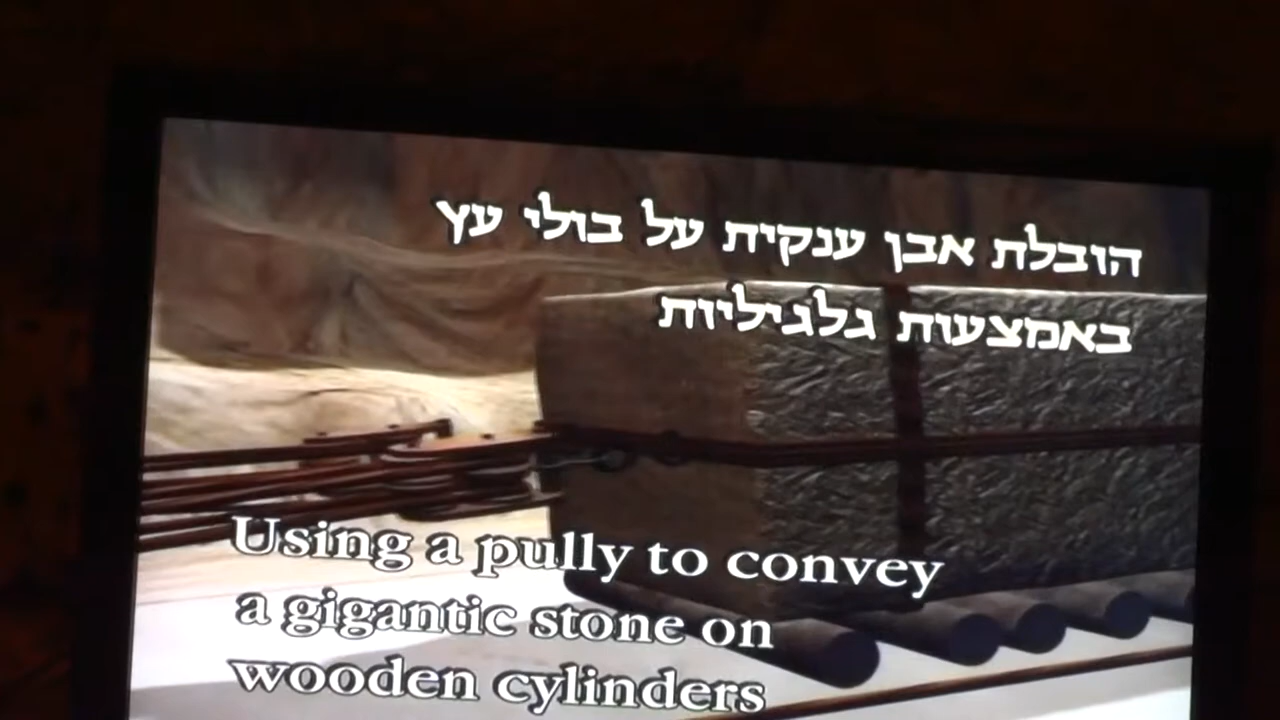 הובלת אבן ענקית על בולי עץ
באמצעות גלגיליות
Using a pully to convey
a gigantic stone on
wooden cylinders